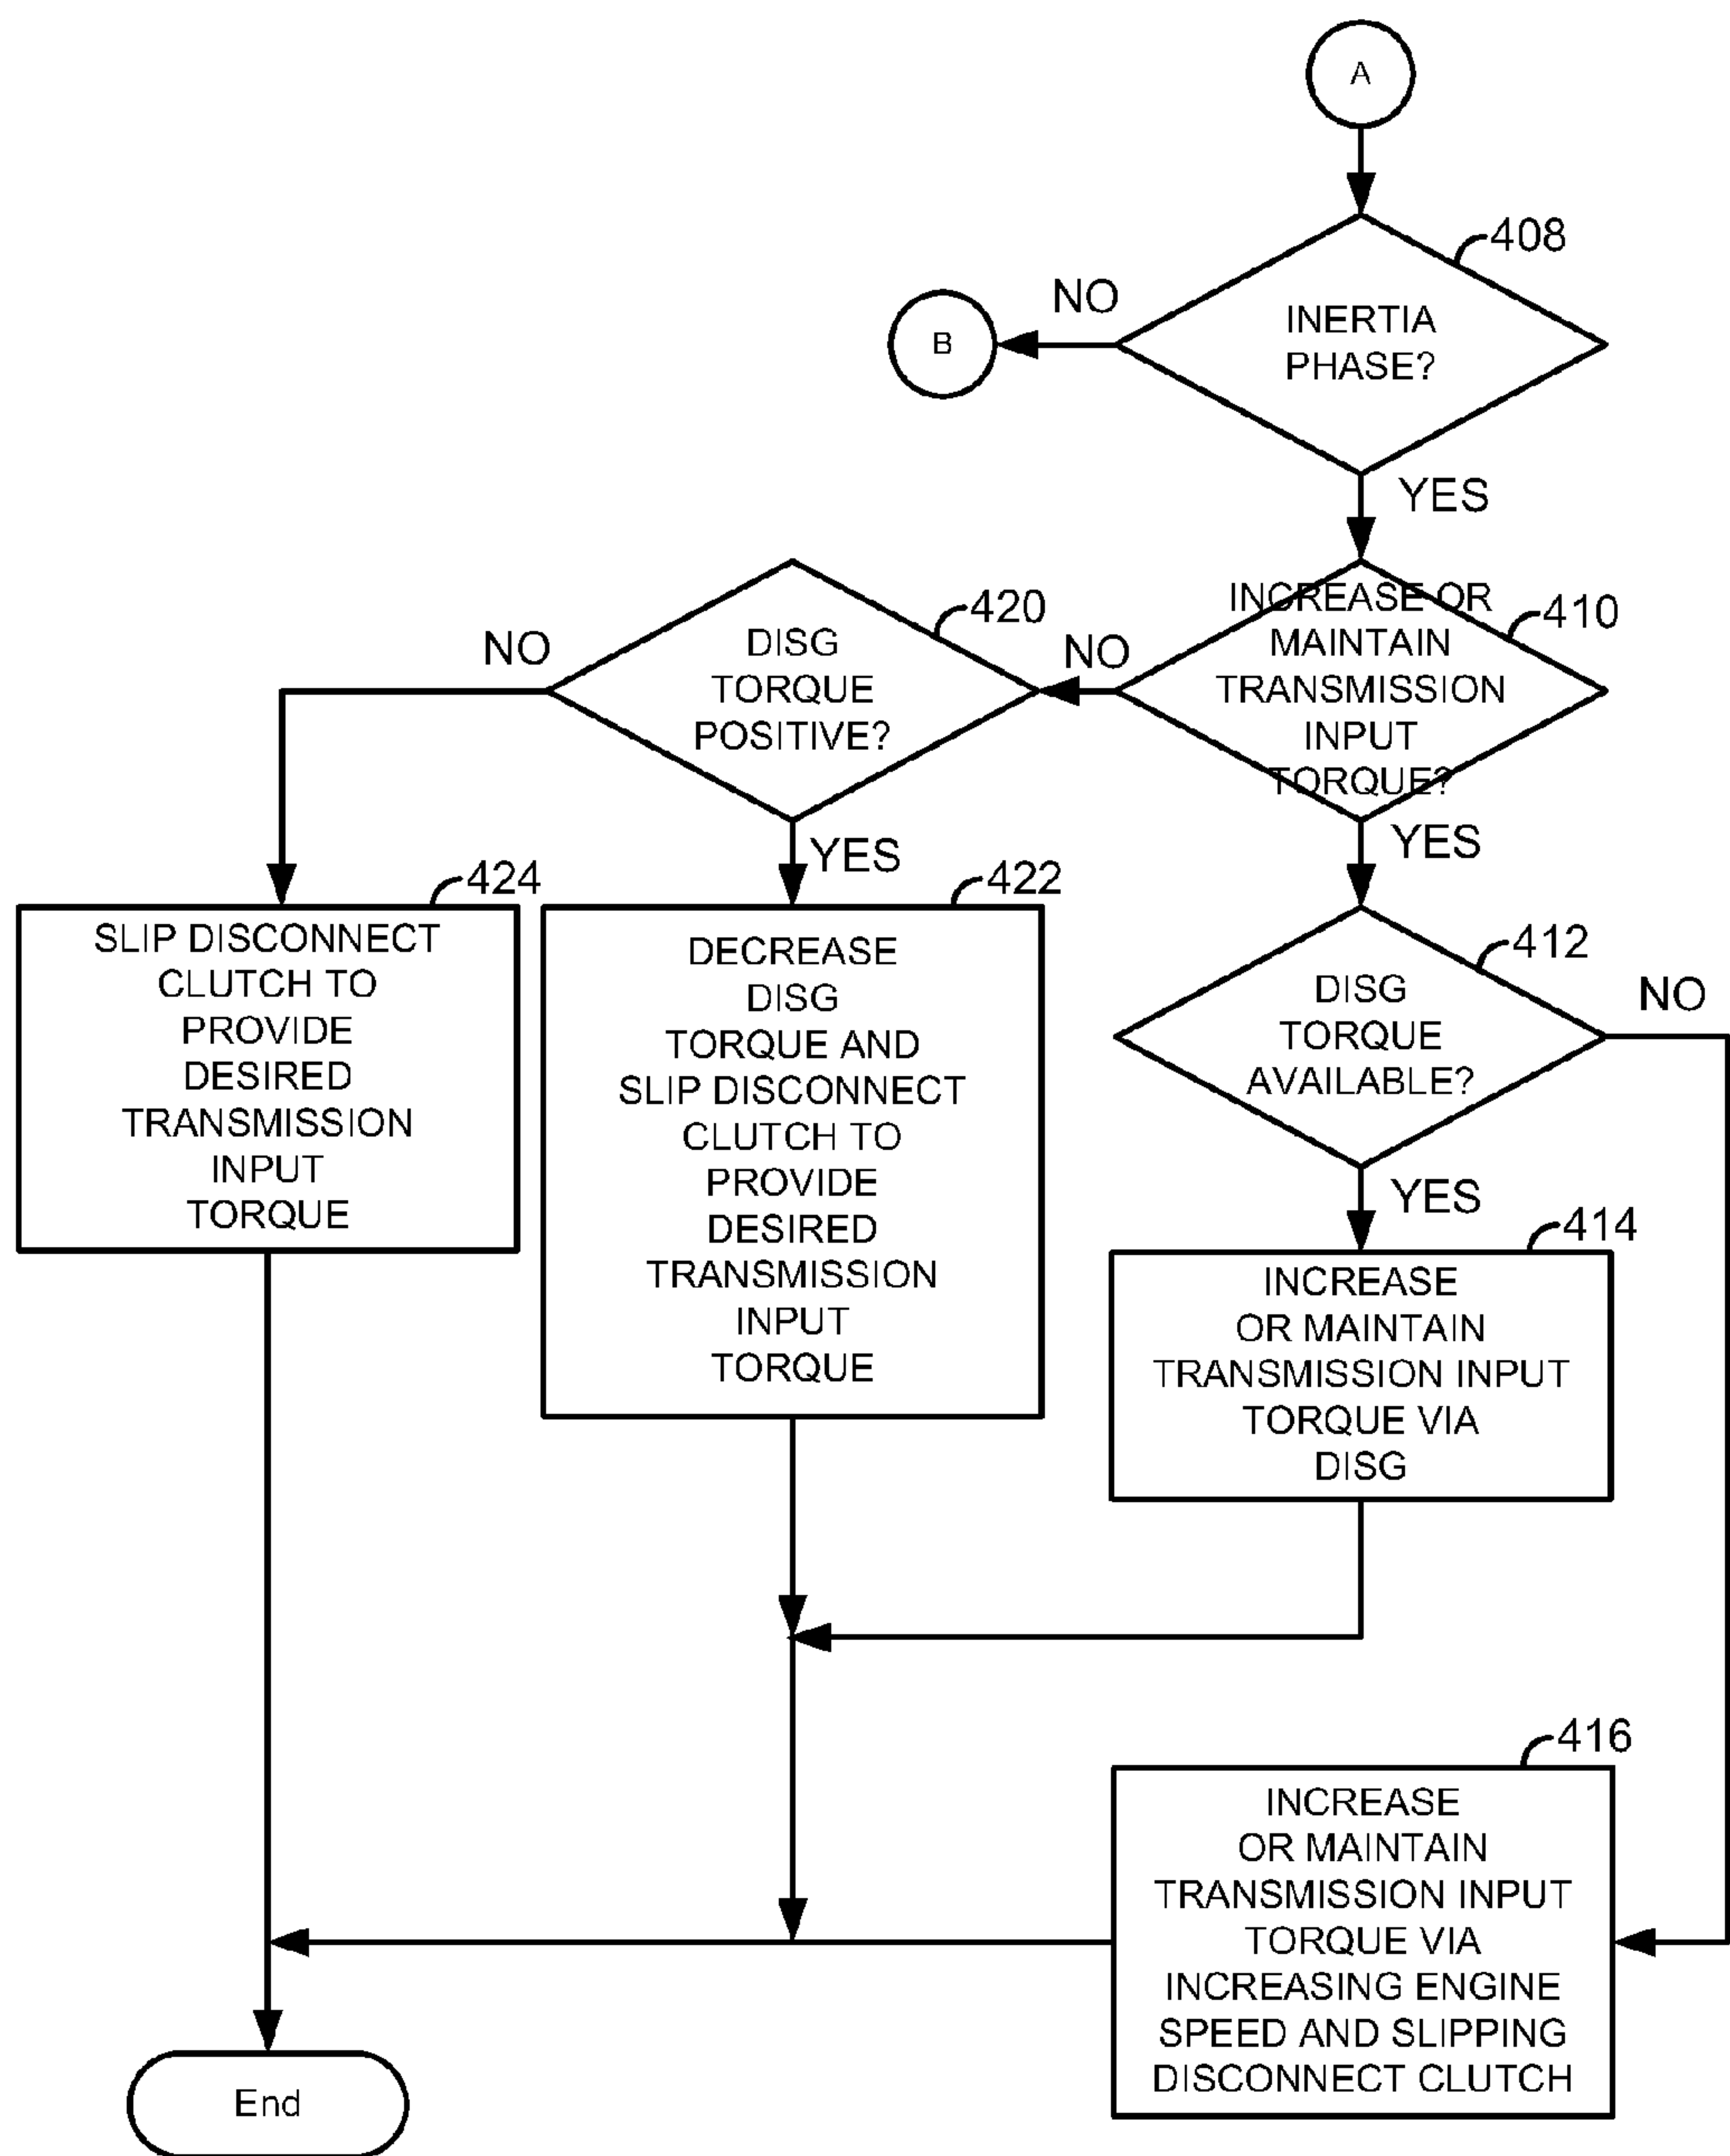 A
408
INERTIA
PHASE?
NO
B
YES
INCREASE OR
MAINTAIN
TRANSMISSION
INPUT
TORQUE?
410
NO
420
DISG
TORQUE
POSITIVE?
NO
YES
YES
424
SLIP DISCONNECT
CLUTCH TO
PROVIDE
DESIRED
TRANSMISSION
INPUT
TORQUE
422
DECREASE
DISG
TORQUE AND
SLIP DISCONNECT
CLUTCH TO
PROVIDE
DESIRED
TRANSMISSION
INPUT
TORQUE
412
DISG
TORQUE
AVAILABLE?
NO
YES
414
INCREASE
OR MAINTAIN
TRANSMISSION INPUT
TORQUE VIA
DISG
416
INCREASE
OR MAINTAIN
TRANSMISSION INPUT
TORQUE VIA
INCREASING ENGINE
SPEED AND SLIPPING
DISCONNECT CLUTCH
End